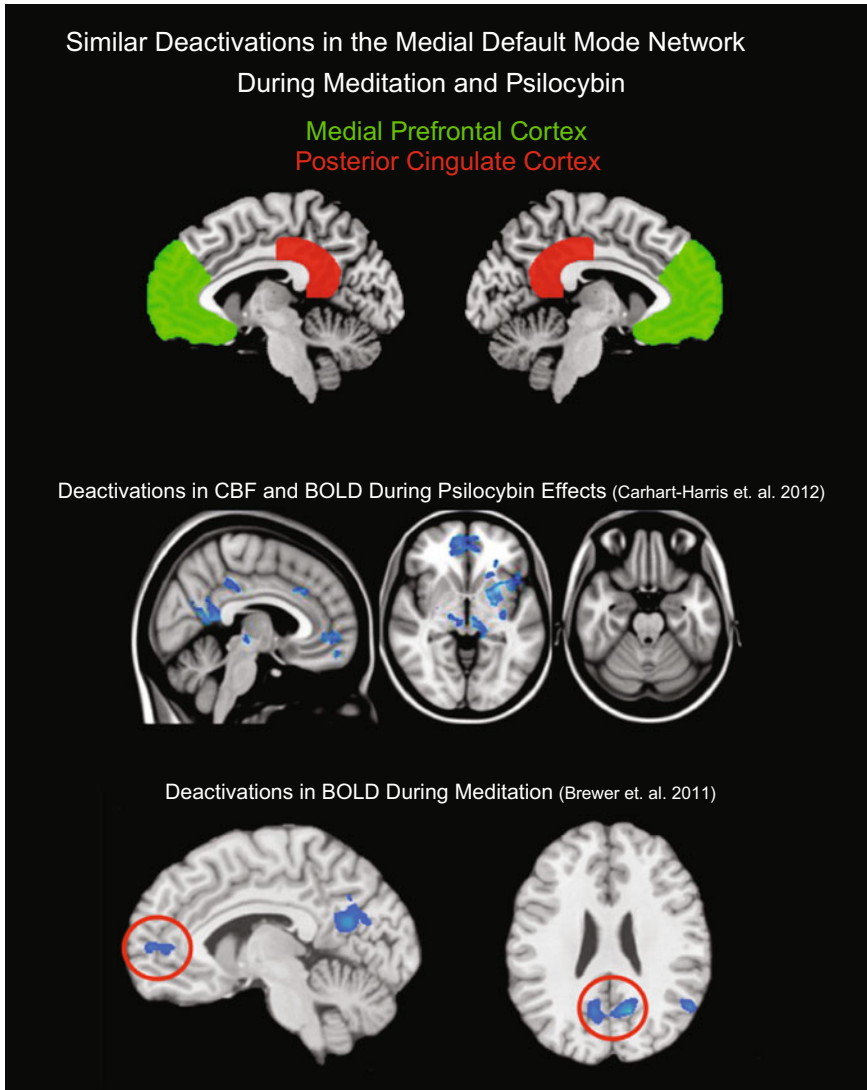 Similar Deactivations in the Medial Default Mode Network
During Meditation and Psilocybin
Medial Prefrontal Cortex
Posterior Cingulate Cortex
Deactivations in CBF and BOLD During Psilocybin Effects (Carhart-Harris et. al. 2012)
Deactivations in BOLD During Meditation (Brewer et. al. 2011)